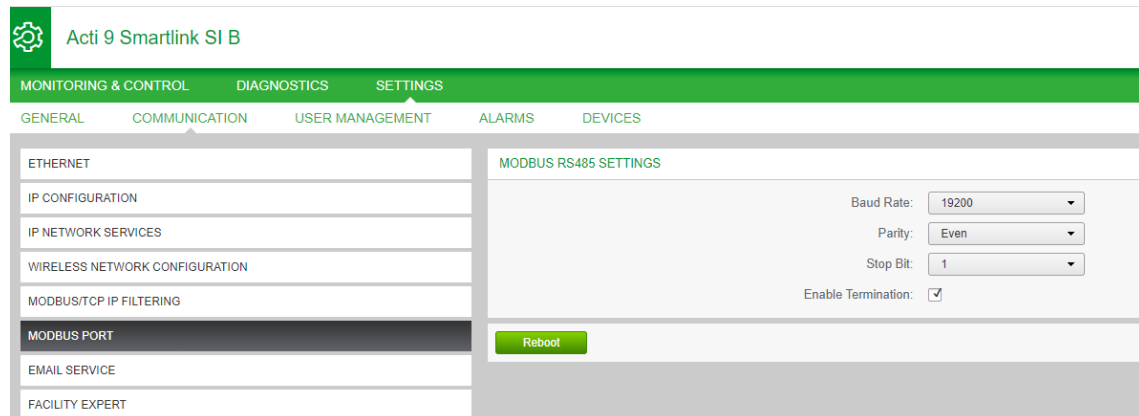 Acti 9 Smartlink SI B
MONITORING & CONTROL DIAGNOSTICS SETTINGS
GENERAL COMMUNICATION USER MANAGEMENT ALARMS DEVICES
ETHERNET
IP CONFIGURATION
IP NETWORK SERVICES
WIRELESS NETWORK CONFIGURATION
MODBUS/TCP IP FILTERING
MODBUS PORT
EMAIL SERVICE
FACILITY EXPERT
MODBUS RS485 SETTINGS
Baud Rate: 19200
Parity: Even
Stop Bit: 1
Enable Termination:
Reboot